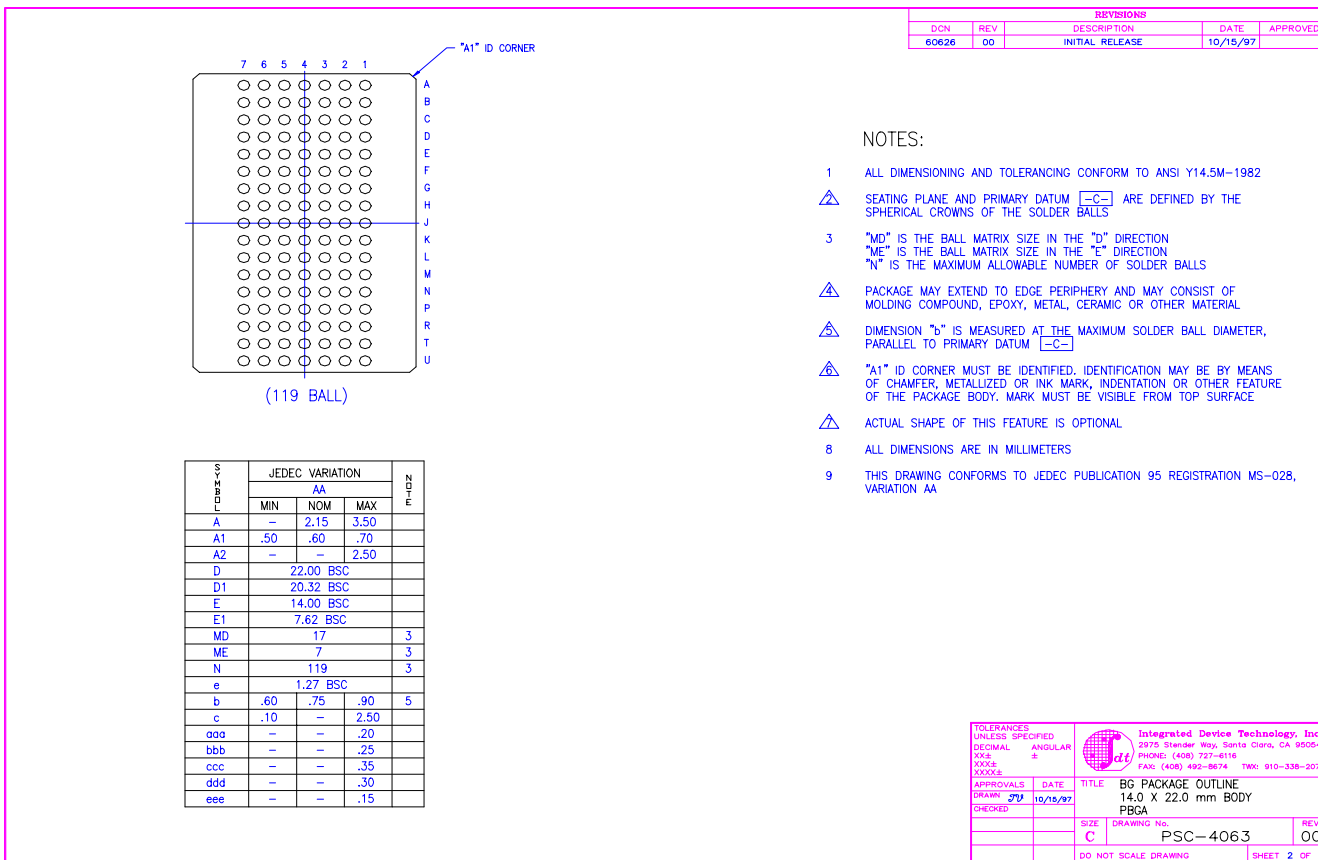 REVISIONS
DCN REV DESCRIPTION DATE APPROVED
60626 00 INITIAL RELEASE 10/15/97
"A1" ID CORNER
7 6 5 4 3 2 1
A
B
C
D
E
F
G
H
J
K
L
M
N
P
R
T
U
(119 BALL)
NOTES:
1 ALL DIMENSIONING AND TOLERANCING CONFORM TO ANSI Y14.5M-1982
2 SEATING PLANE AND PRIMARY DATUM -C- ARE DEFINED BY THE
SPHERICAL CROWNS OF THE SOLDER BALLS
3 "MD" IS THE BALL MATRIX SIZE IN THE "D" DIRECTION
"ME" IS THE BALL MATRIX SIZE IN THE "E" DIRECTION
"N" IS THE MAXIMUM ALLOWABLE NUMBER OF SOLDER BALLS
4 PACKAGE MAY EXTEND TO EDGE PERIPHERY AND MAY CONSIST OF
MOLDING COMPOUND, EPOXY, METAL, CERAMIC OR OTHER MATERIAL
5 DIMENSION "b" IS MEASURED AT THE MAXIMUM SOLDER BALL DIAMETER,
PARALLEL TO PRIMARY DATUM -C-
6 "A1" ID CORNER MUST BE IDENTIFIED. IDENTIFICATION MAY BE BY MEANS
OF CHAMFER, METALLIZED OR INK MARK, INDENTATION OR OTHER FEATURE
OF THE PACKAGE BODY. MARK MUST BE VISIBLE FROM TOP SURFACE
7 ACTUAL SHAPE OF THIS FEATURE IS OPTIONAL
8 ALL DIMENSIONS ARE IN MILLIMETERS
9 THIS DRAWING CONFORMS TO JEDEC PUBLICATION 95 REGISTRATION MS-028,
VARIATION AA
SYMBOL JEDEC VARIATION NOTE
AA
MIN NOM MAX
A - 2.15 3.50
A1 .50 .60 .70
A2 - - 2.50
D 22.00 BSC
D1 20.32 BSC
E 14.00 BSC
E1 7.62 BSC
MD 17 3
ME 7 3
N 119 3
e 1.27 BSC
b .60 .75 .90 5
c .10 - 2.50
aaa - - .20
bbb - - .25
ccc - - .35
ddd - - .30
eee - - .15
TOLERANCES
UNLESS SPECIFIED
DECIMAL ANGULAR
XX± ±
XXX±
XXXX±
idt
Integrated Device Technology, Inc
2975 Stender Way, Santa Clara, CA 9505
PHONE: (408) 727-6116
FAX: (408) 492-8674 TWX: 910-338-207
APPROVALS DATE
DRAWN TV 10/15/97
CHECKED
TITLE BG PACKAGE OUTLINE
14.0 X 22.0 mm BODY
PBGA
SIZE DRAWING No. REV
C PSC-4063 00
DO NOT SCALE DRAWING SHEET 2 OF